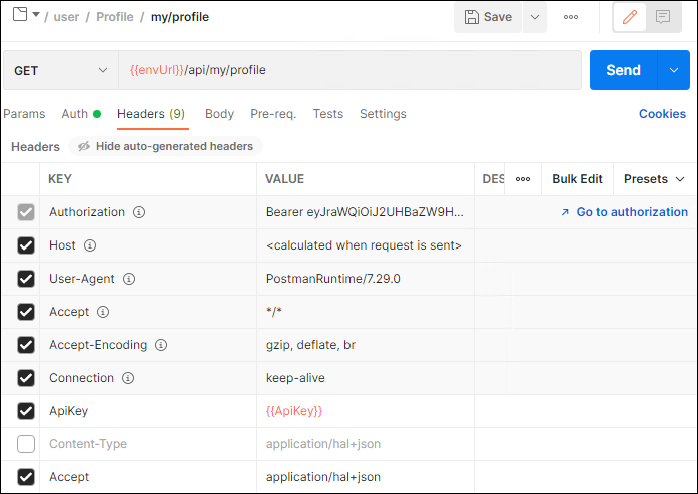 / user / Profile / my/profile Save
GET {{envUrl}}/api/my/profile Send
Params Auth Headers (9) Body Pre-req. Tests Settings Cookies
Headers Hide auto-generated headers
KEY VALUE DES Bulk Edit Presets
Authorization Bearer eyJraWQiOiJ2UHBaZW9H... Go to authorization
Host <calculated when request is sent>
User-Agent PostmanRuntime/7.29.0
Accept */*
Accept-Encoding gzip, deflate, br
Connection keep-alive
ApiKey {{ApiKey}}
Content-Type application/hal+json
Accept application/hal+json